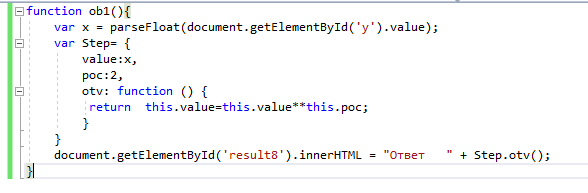 function ob1(){
var x = parseFloat(document.getElementById('y').value);
var Step= {
value:x,
poc:2,
otv: function () {
return  this.value=this.value**this.poc;
}
}
document.getElementById('result8').innerHTML = "Ответ   " + Step.otv();
}